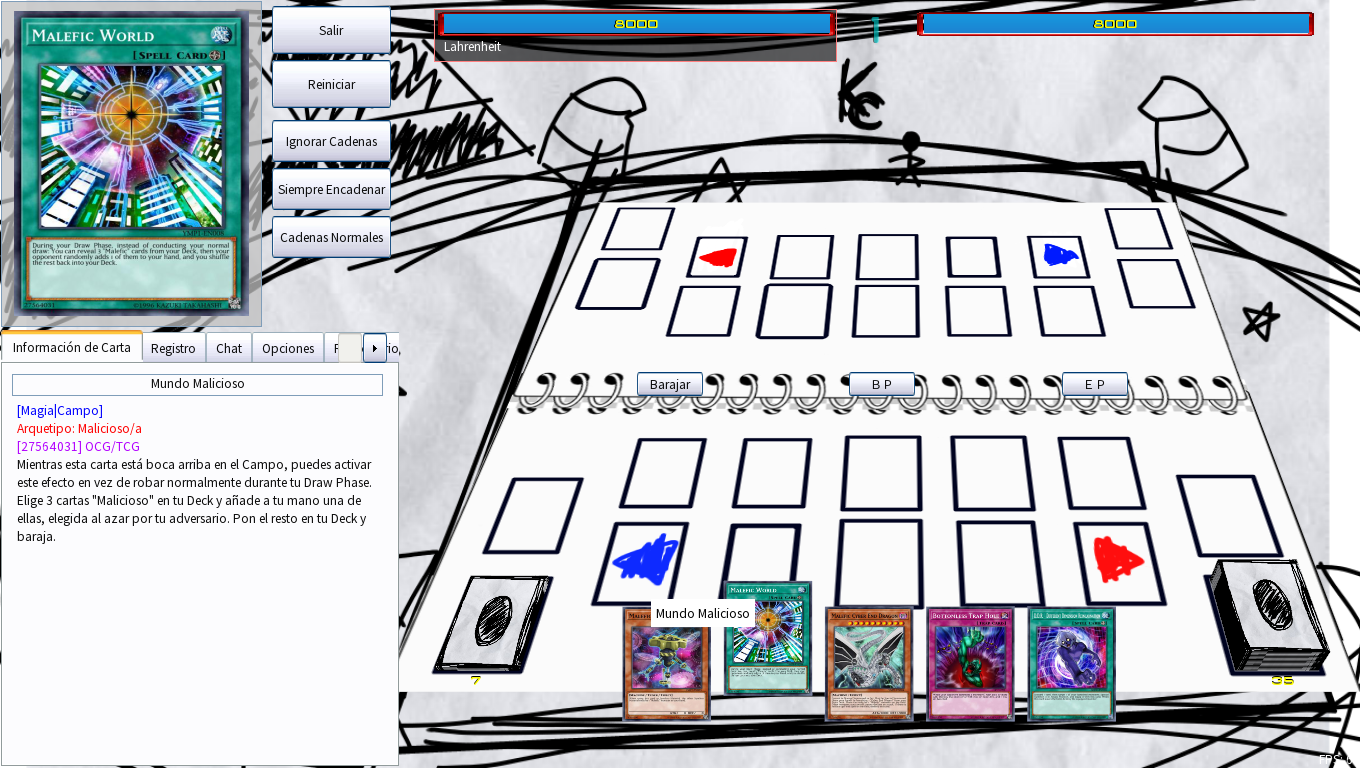 MALEFIC WORLD
[SPELL CARD]
YMP1-EN008
During your Draw Phase, instead of conducting your normal
draw: You can reveal 3 "Malefic" cards from your Deck, then your
opponent randomly adds 1 of them to your hand, and you shuffle
the rest back into your Deck.
27564031
©1996 KAZUKI TAKAHASHI
Salir
Reiniciar
Ignorar Cadenas
Siempre Encadenar
Cadenas Normales
8000
Lahrenheit
8000
KC
Información de Carta
Registro
Chat
Opciones
Mundo Malicioso
[Magia|Campo]
Arquetipo: Malicioso/a
[27564031] OCG/TCG
Mientras esta carta está boca arriba en el Campo, puedes activar
este efecto en vez de robar normalmente durante tu Draw Phase.
Elige 3 cartas "Malicioso" en tu Deck y añade a tu mano una de
ellas, elegida al azar por tu adversario. Pon el resto en tu Deck y
baraja.
Barajar
B P
E P
Mundo Malicioso
MALEFIC WORLD
MALEFIC CYBER END DRAGON
BOTTOMLESS TRAP HOLE
7
35